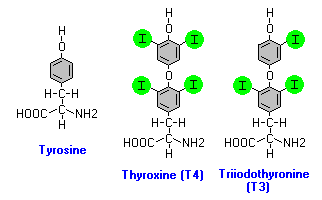 H
O
H-C-H
HOOC C NH2
H
Tyrosine
H
O
I I
O
I I
H-C-H
HOOC C NH2
H
Thyroxine (T4)
H
O
I
O
I I
H-C-H
HOOC C NH2
H
Triiodothyronine
(T3)